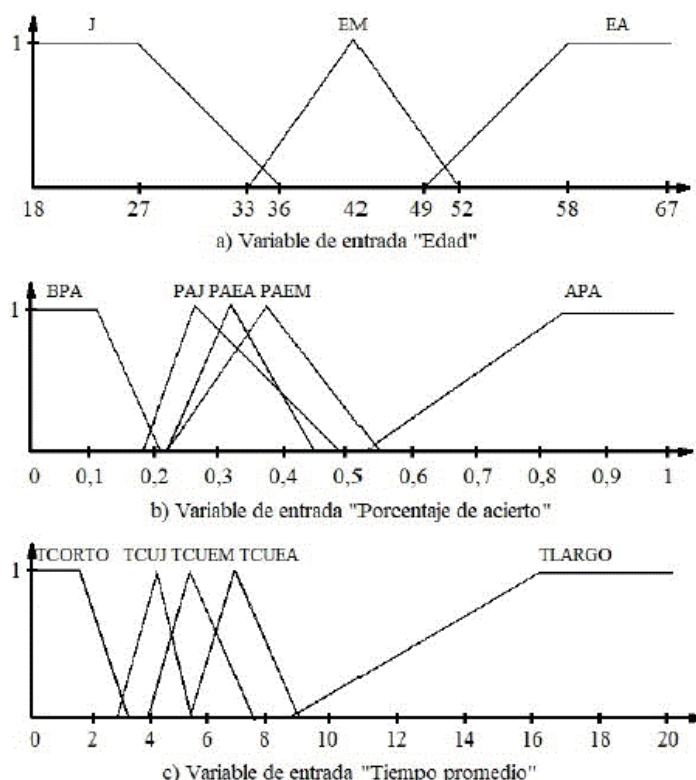 J EM EA
1
18 27 33 36 42 49 52 58 67
a) Variable de entrada "Edad"
BPA PAJ PAEA PAEM APA
1
0 0,1 0,2 0,3 0,4 0,5 0,6 0,7 0,8 0,9 1
b) Variable de entrada "Porcentaje de acierto"
TCORTO TCUJ TCUEM TCUEA TLARGO
1
0 2 4 6 8 10 12 14 16 18 20
c) Variable de entrada "Tiempo promedio"